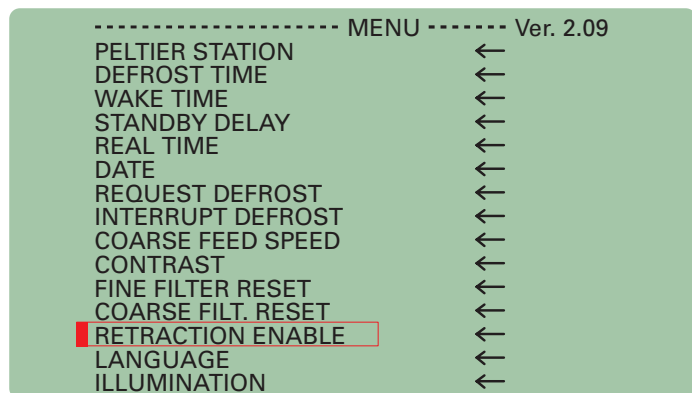 --------------------- MENU ------- Ver. 2.09
PELTIER STATION ←
DEFROST TIME ←
WAKE TIME ←
STANDBY DELAY ←
REAL TIME ←
DATE ←
REQUEST DEFROST ←
INTERRUPT DEFROST ←
COARSE FEED SPEED ←
CONTRAST ←
FINE FILTER RESET ←
COARSE FILT. RESET ←
RETRACTION ENABLE ←
LANGUAGE ←
ILLUMINATION ←